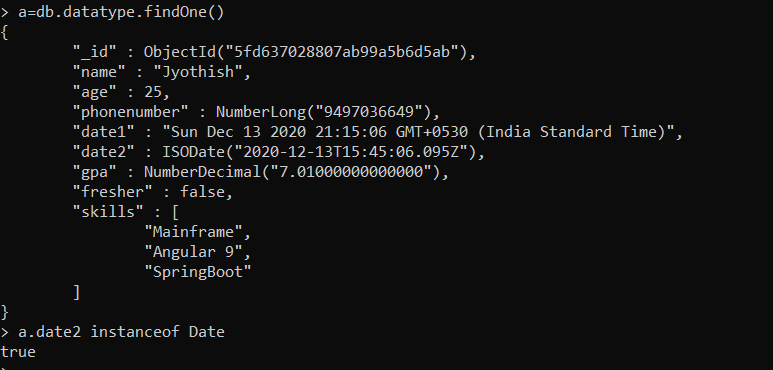 > a=db.datatype.findOne()
{
        "_id" : ObjectId("5fd637028807ab99a5b6d5ab"),
        "name" : "Jyothish",
        "age" : 25,
        "phonenumber" : NumberLong("9497036649"),
        "date1" : "Sun Dec 13 2020 21:15:06 GMT+0530 (India Standard Time)",
        "date2" : ISODate("2020-12-13T15:45:06.095Z"),
        "gpa" : NumberDecimal("7.01000000000000"),
        "fresher" : false,
        "skills" : [
                "Mainframe",
                "Angular 9",
                "SpringBoot"
        ]
}
> a.date2 instanceof Date
true
>